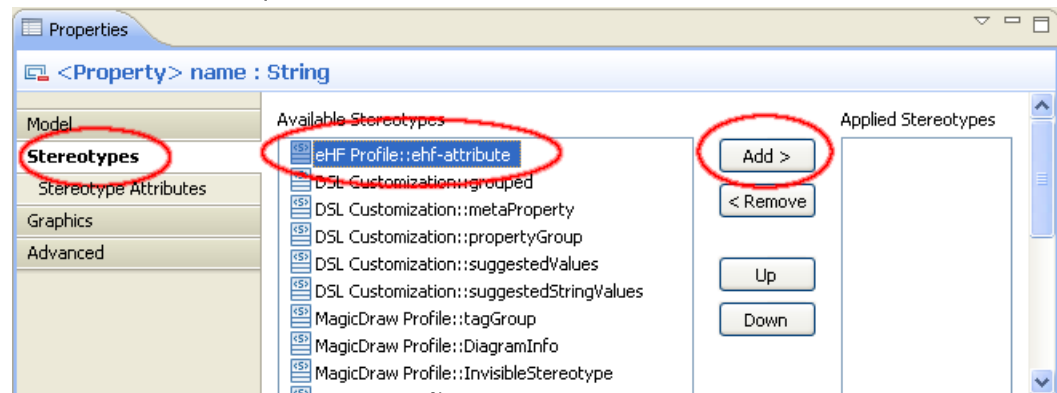 Properties
<Property> name : String
Model
Stereotypes
Stereotype Attributes
Graphics
Advanced
Available Stereotypes
eHF Profile::ehf-attribute
DSL Customization::grouped
DSL Customization::metaProperty
DSL Customization::propertyGroup
DSL Customization::suggestedValues
DSL Customization::suggestedStringValues
MagicDraw Profile::tagGroup
MagicDraw Profile::DiagramInfo
MagicDraw Profile::InvisibleStereotype
Add >
< Remove
Up
Down
Applied Stereotypes